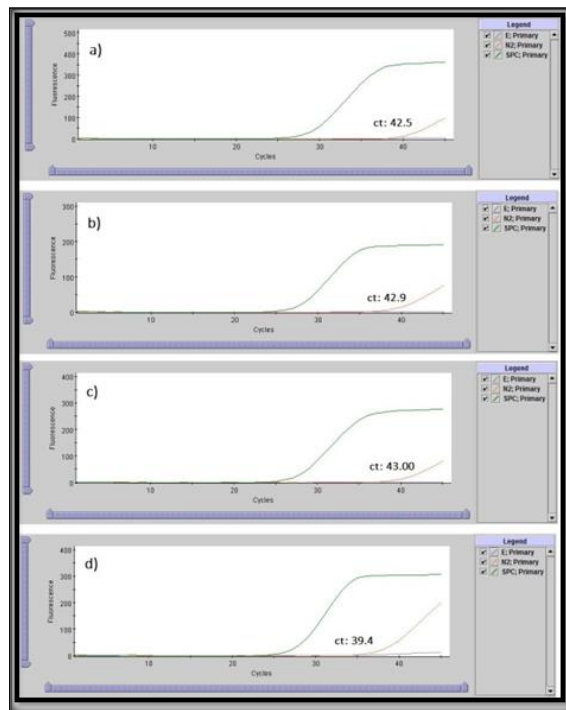 a)
500
400
300
200
100
0
Fluorescence
10
20
30
40
Cycles
ct: 42.5
Legend
E; Primary
N2; Primary
SPC; Primary
b)
300
200
100
0
Fluorescence
10
20
30
40
Cycles
ct: 42.9
Legend
E; Primary
N2; Primary
SPC; Primary
c)
400
300
200
100
0
Fluorescence
10
20
30
40
Cycles
ct: 43.00
Legend
E; Primary
N2; Primary
SPC; Primary
d)
400
300
200
100
0
Fluorescence
10
20
30
40
Cycles
ct: 39.4
Legend
E; Primary
N2; Primary
SPC; Primary